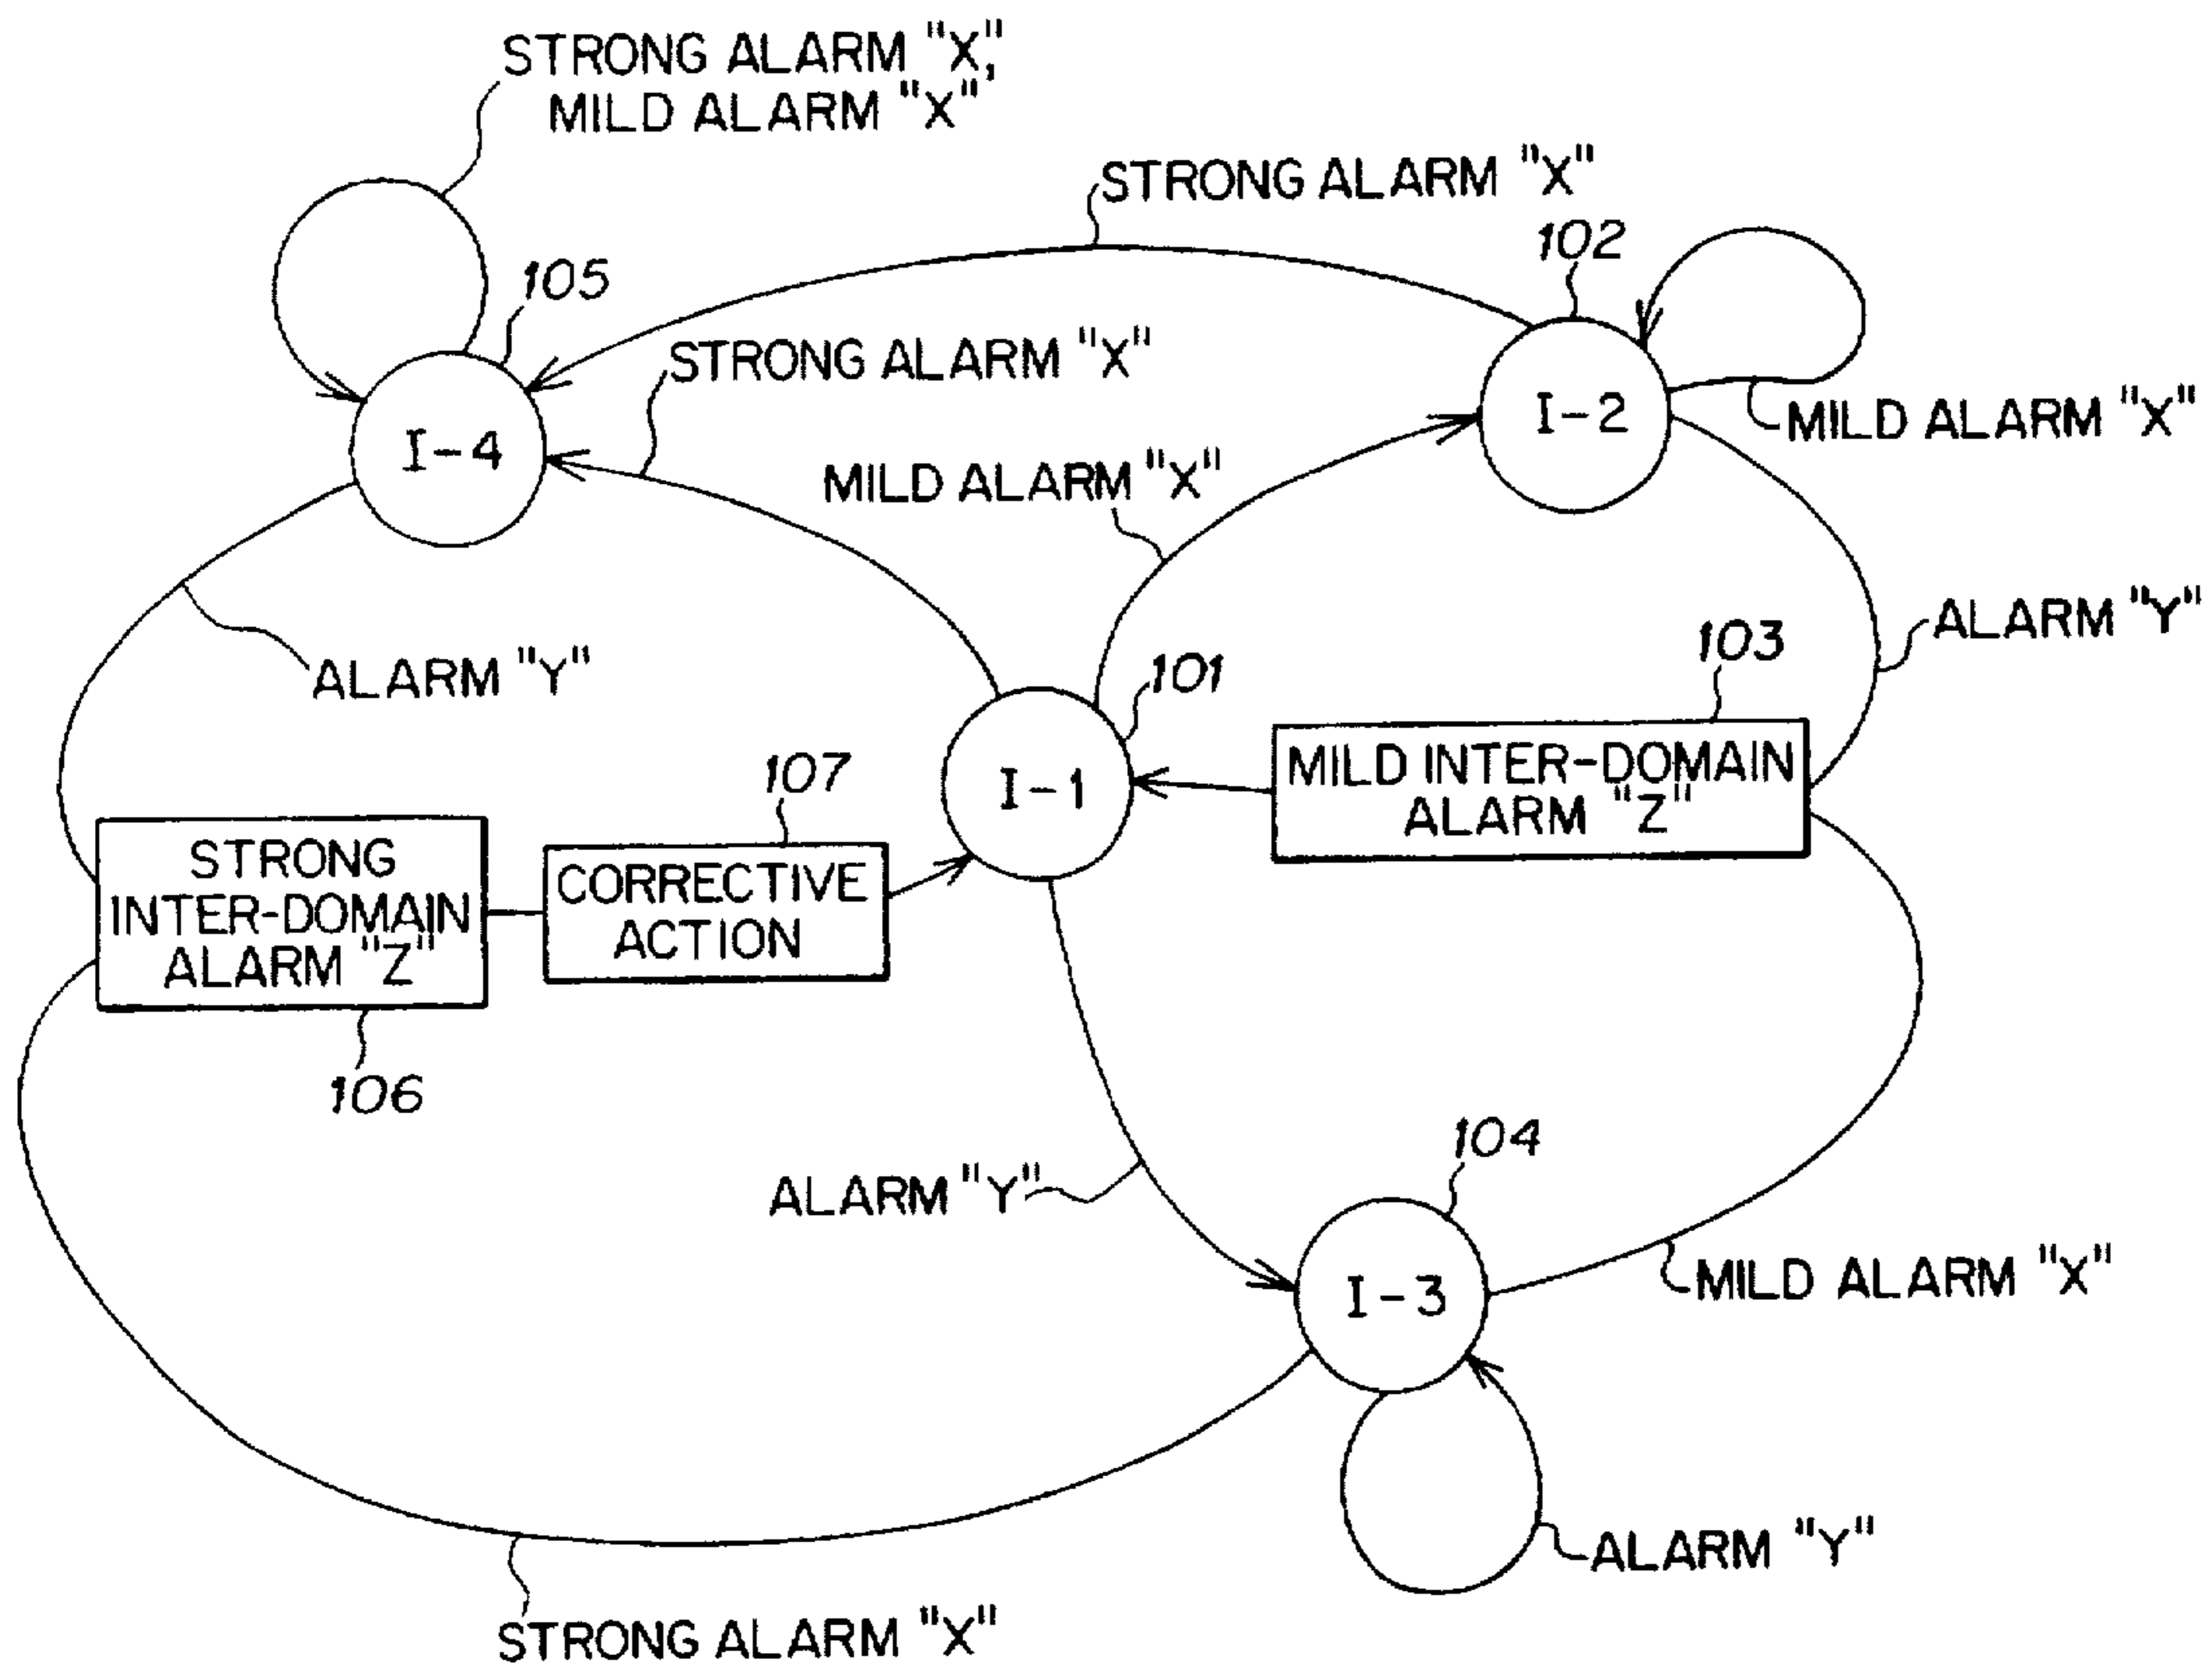 STRONG ALARM "X",
MILD ALARM "X"
STRONG ALARM "X"
102
105
STRONG ALARM "X"
I-4
I-2
MILD ALARM "X"
MILD ALARM "X"
ALARM "Y"
103
ALARM "Y"
101
107
I-1
MILD INTER-DOMAIN
ALARM "Z"
STRONG
INTER-DOMAIN
ALARM "Z"
CORRECTIVE
ACTION
106
104
ALARM "Y"
I-3
MILD ALARM "X"
ALARM "Y"
STRONG ALARM "X"